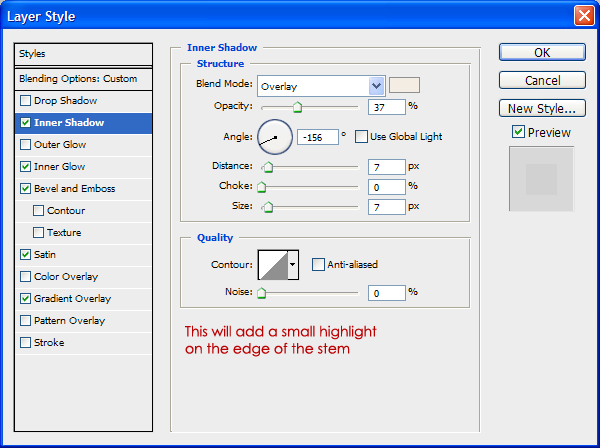 Layer Style
Styles
Blending Options: Custom
Drop Shadow
Inner Shadow
Outer Glow
Inner Glow
Bevel and Emboss
Contour
Texture
Satin
Color Overlay
Gradient Overlay
Pattern Overlay
Stroke
Inner Shadow
Structure
Blend Mode: Overlay
Opacity: 37 %
Angle: -156 ° Use Global Light
Distance: 7 px
Choke: 0 %
Size: 7 px
Quality
Contour: Anti-aliased
Noise: 0 %
This will add a small highlight
on the edge of the stem
OK
Cancel
New Style...
Preview